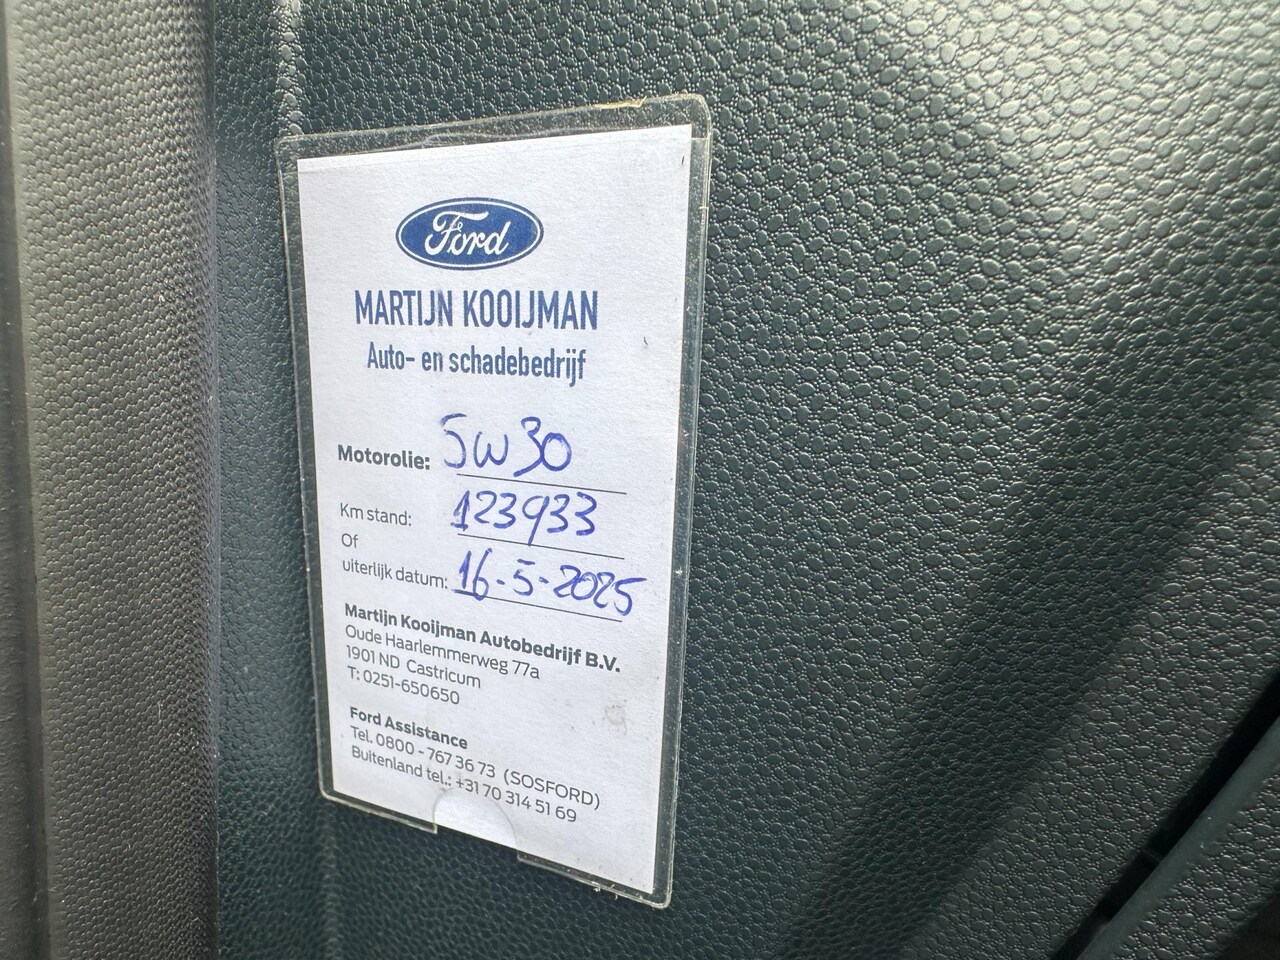 Ford
MARTIJN KOOIJMAN
Auto- en schadebedrijf
Motorolie: 5W30
Km stand: 123933
Of
uiterlijk datum: 16-5-2025
Martijn Kooijman Autobedrijf B.V.
Oude Haarlemmerweg 77a
1901 ND Castricum
T: 0251-650650
Ford Assistance
Tel. 0800 - 767 36 73 (SOSFORD)
Buitenland tel.: +31 70 314 51 69